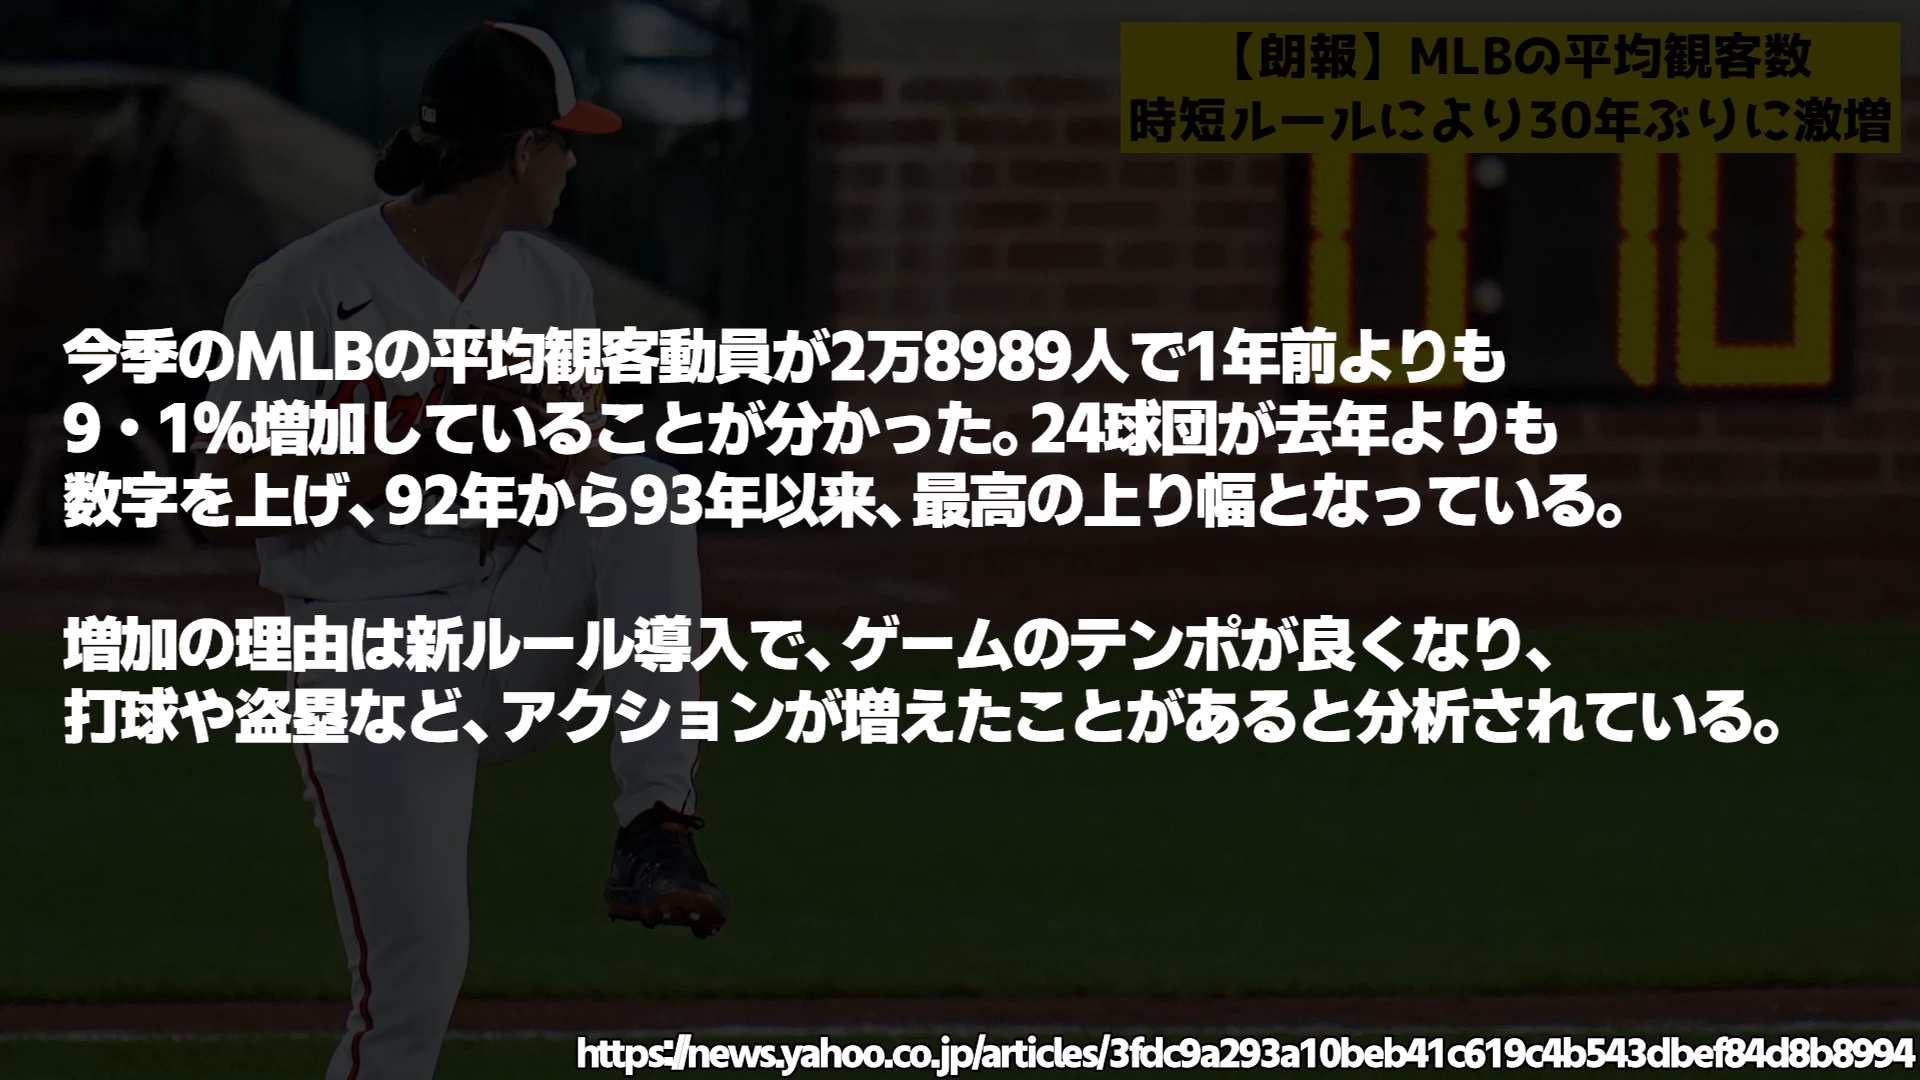 【朗報】MLBの平均観客数
時短ルールにより30年ぶりに激増
0:10
今季のMLBの平均観客動員が2万8989人で1年前よりも
9・1%増加していることが分かった。24球団が去年よりも
数字を上げ、92年から93年以来、最高の上り幅となっている。
増加の理由は新ルール導入で、ゲームのテンポが良くなり、
打球や盗塁など、アクションが増えたことがあると分析されている。
https://news.yahoo.co.jp/articles/3fdc9a293a10beb41c619c4b543dbef84d8b8994